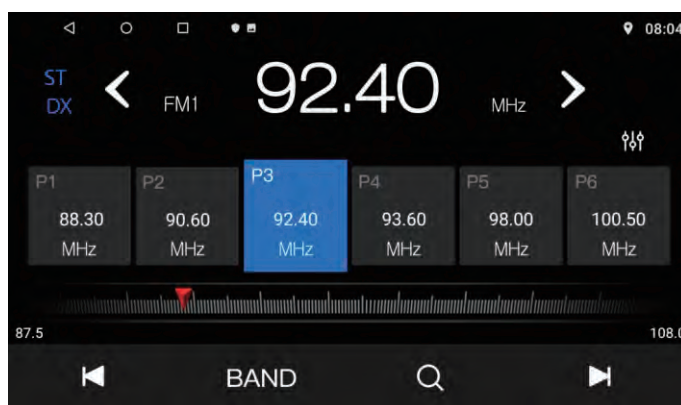 08:04
ST
DX
FM1
92.40
MHz
P1
P2
P3
P4
P5
P6
88.30
90.60
92.40
93.60
98.00
100.50
MHz
MHz
MHz
MHz
MHz
MHz
87.5
108.0
BAND